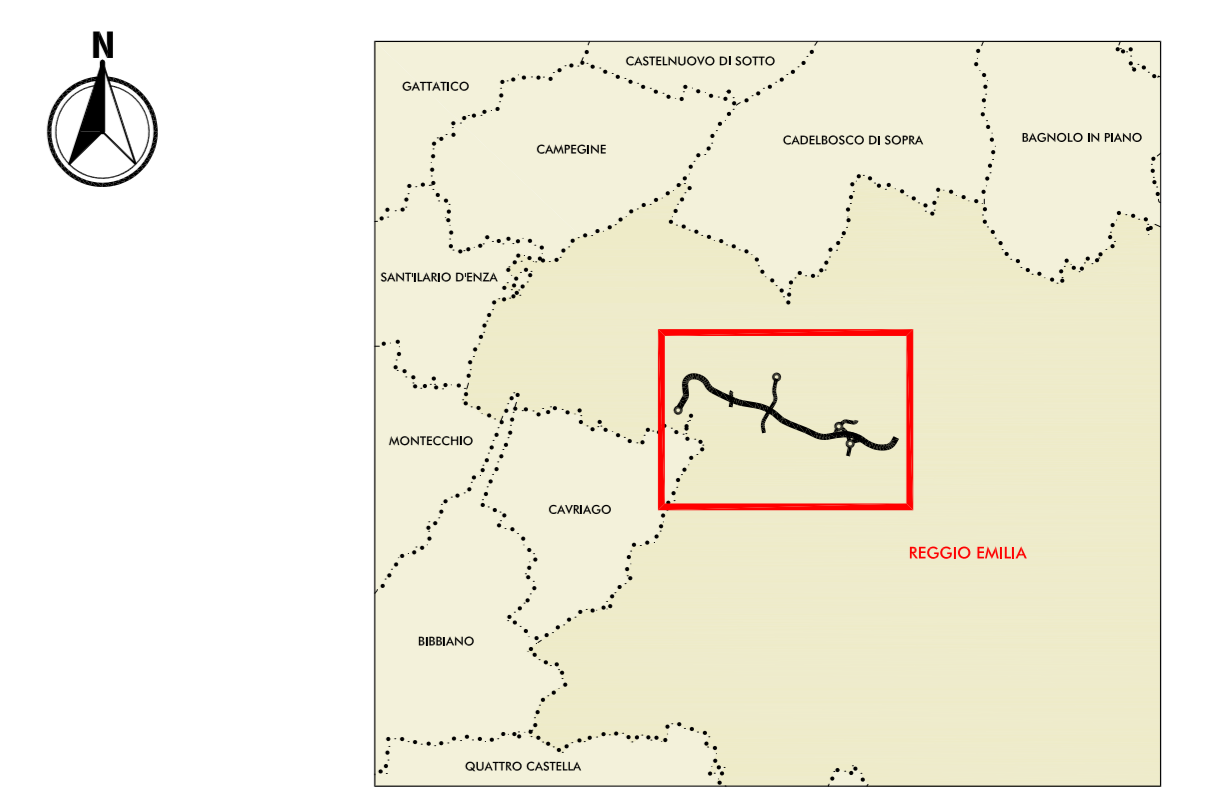 N
CASTELNUOVO DI SOTTO
GATTATICO
CADELBOSCO DI SOPRA
BAGNOLO IN PIANO
CAMPEGINE
SANT'ILARIO D'ENZA
MONTECCHIO
CAVRIAGO
REGGIO EMILIA
BIBBIANO
QUATTRO CASTELLA